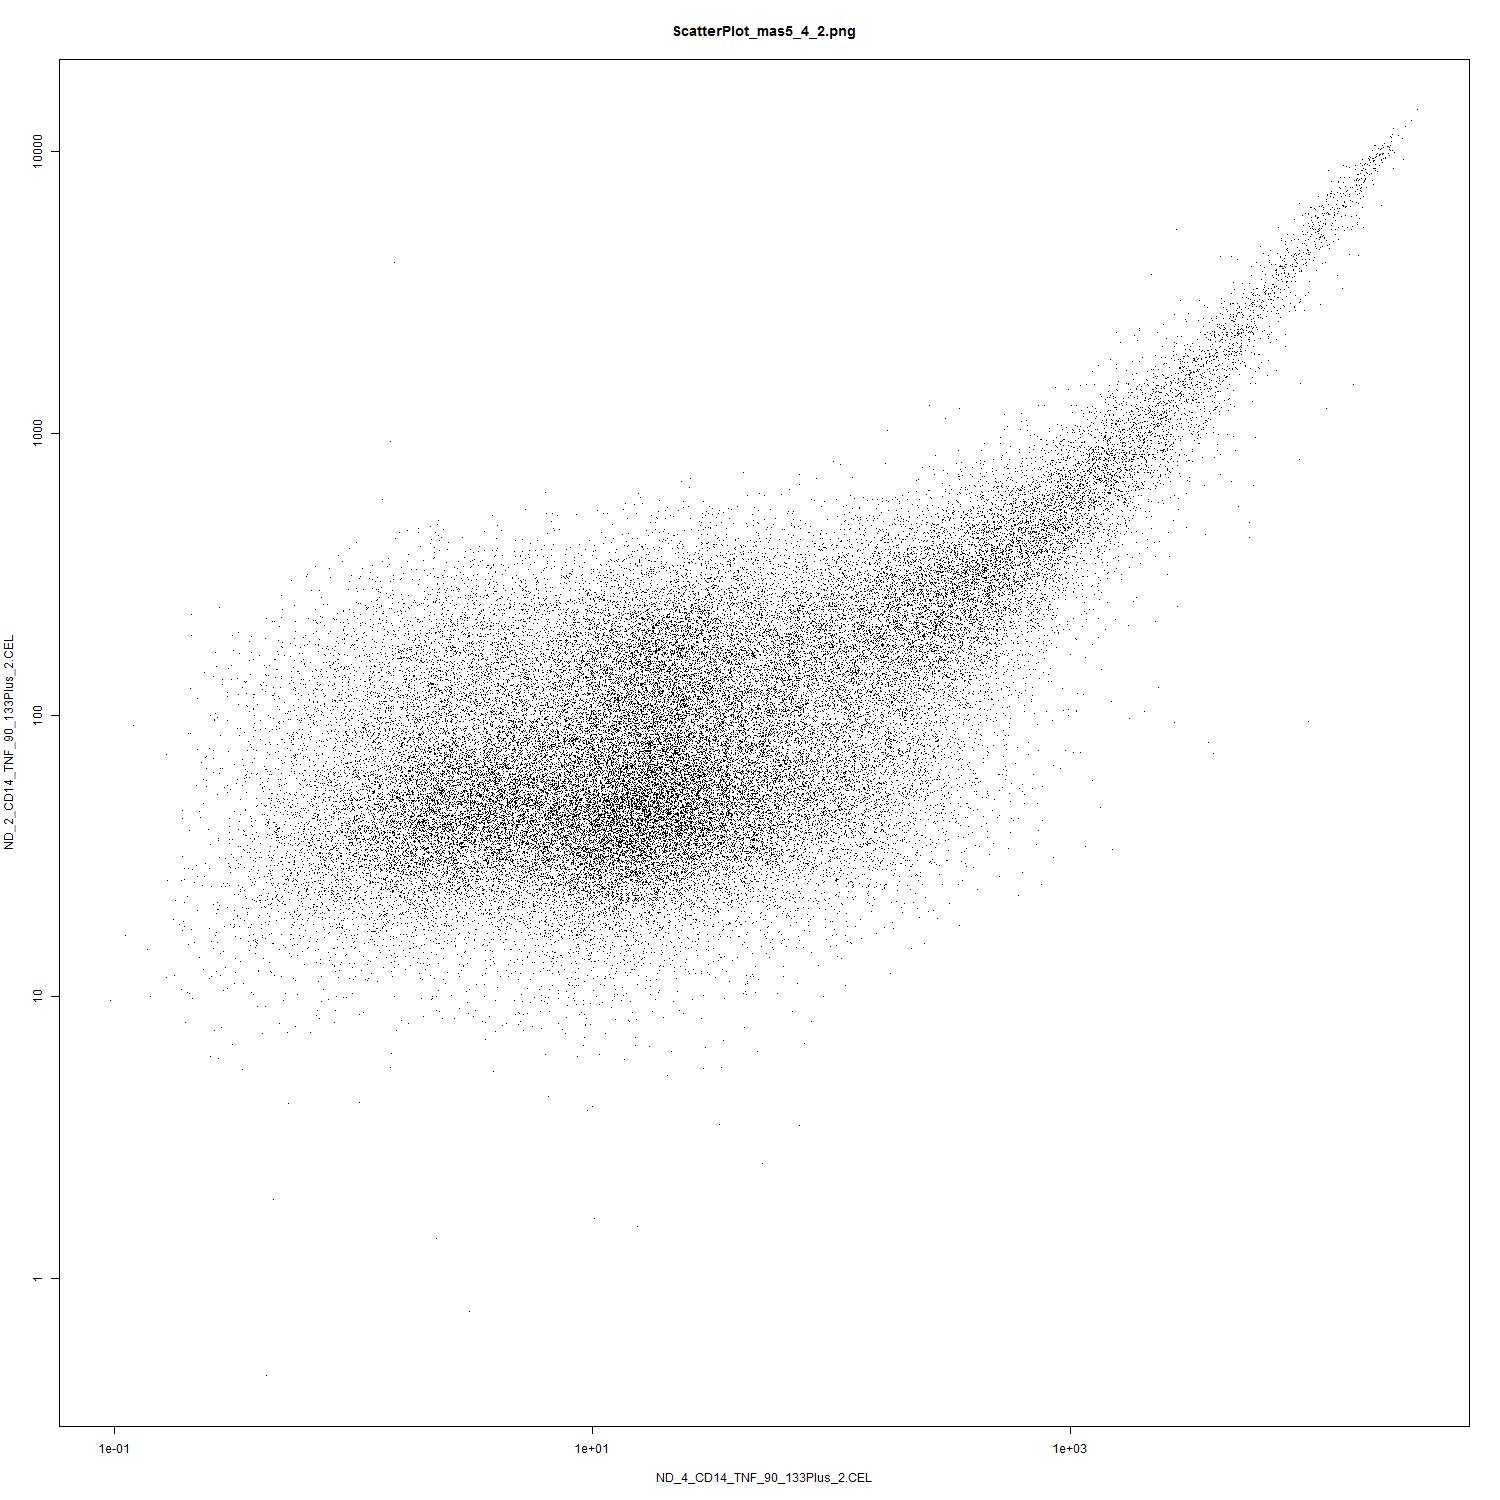 ScatterPlot_mas5_4_2.png
ND_2_CD14_TNF_90_133Plus_2.CEL
10000
1000
100
10
1
1e-01
1e+01
1e+03
ND_4_CD14_TNF_90_133Plus_2.CEL